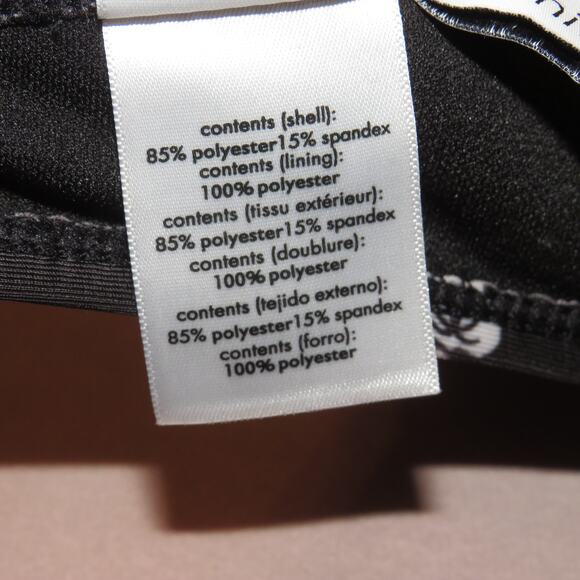 contents (shell):
85% polyester15% spandex
contents (lining):
100% polyester
contents (tissu extérieur):
85% polyester15% spandex
contents (doublure):
100% polyester
contents (tejido externo):
85% polyester15% spandex
contents (forro):
100% polyester